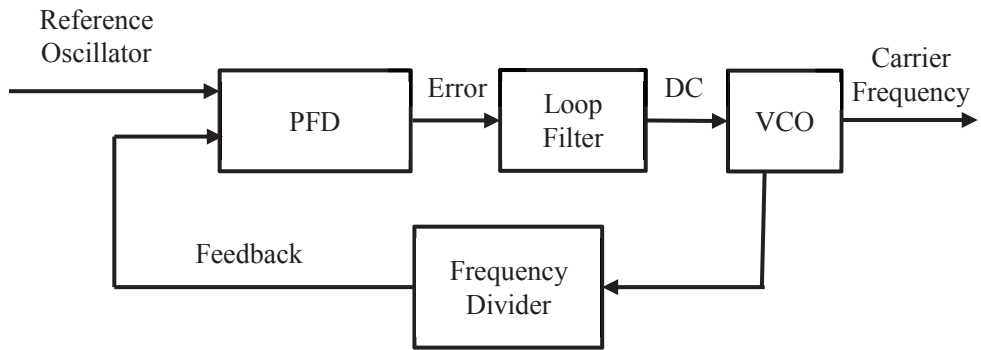 Reference
Oscillator
PFD
Error
Loop
Filter
DC
VCO
Carrier
Frequency
Feedback
Frequency
Divider